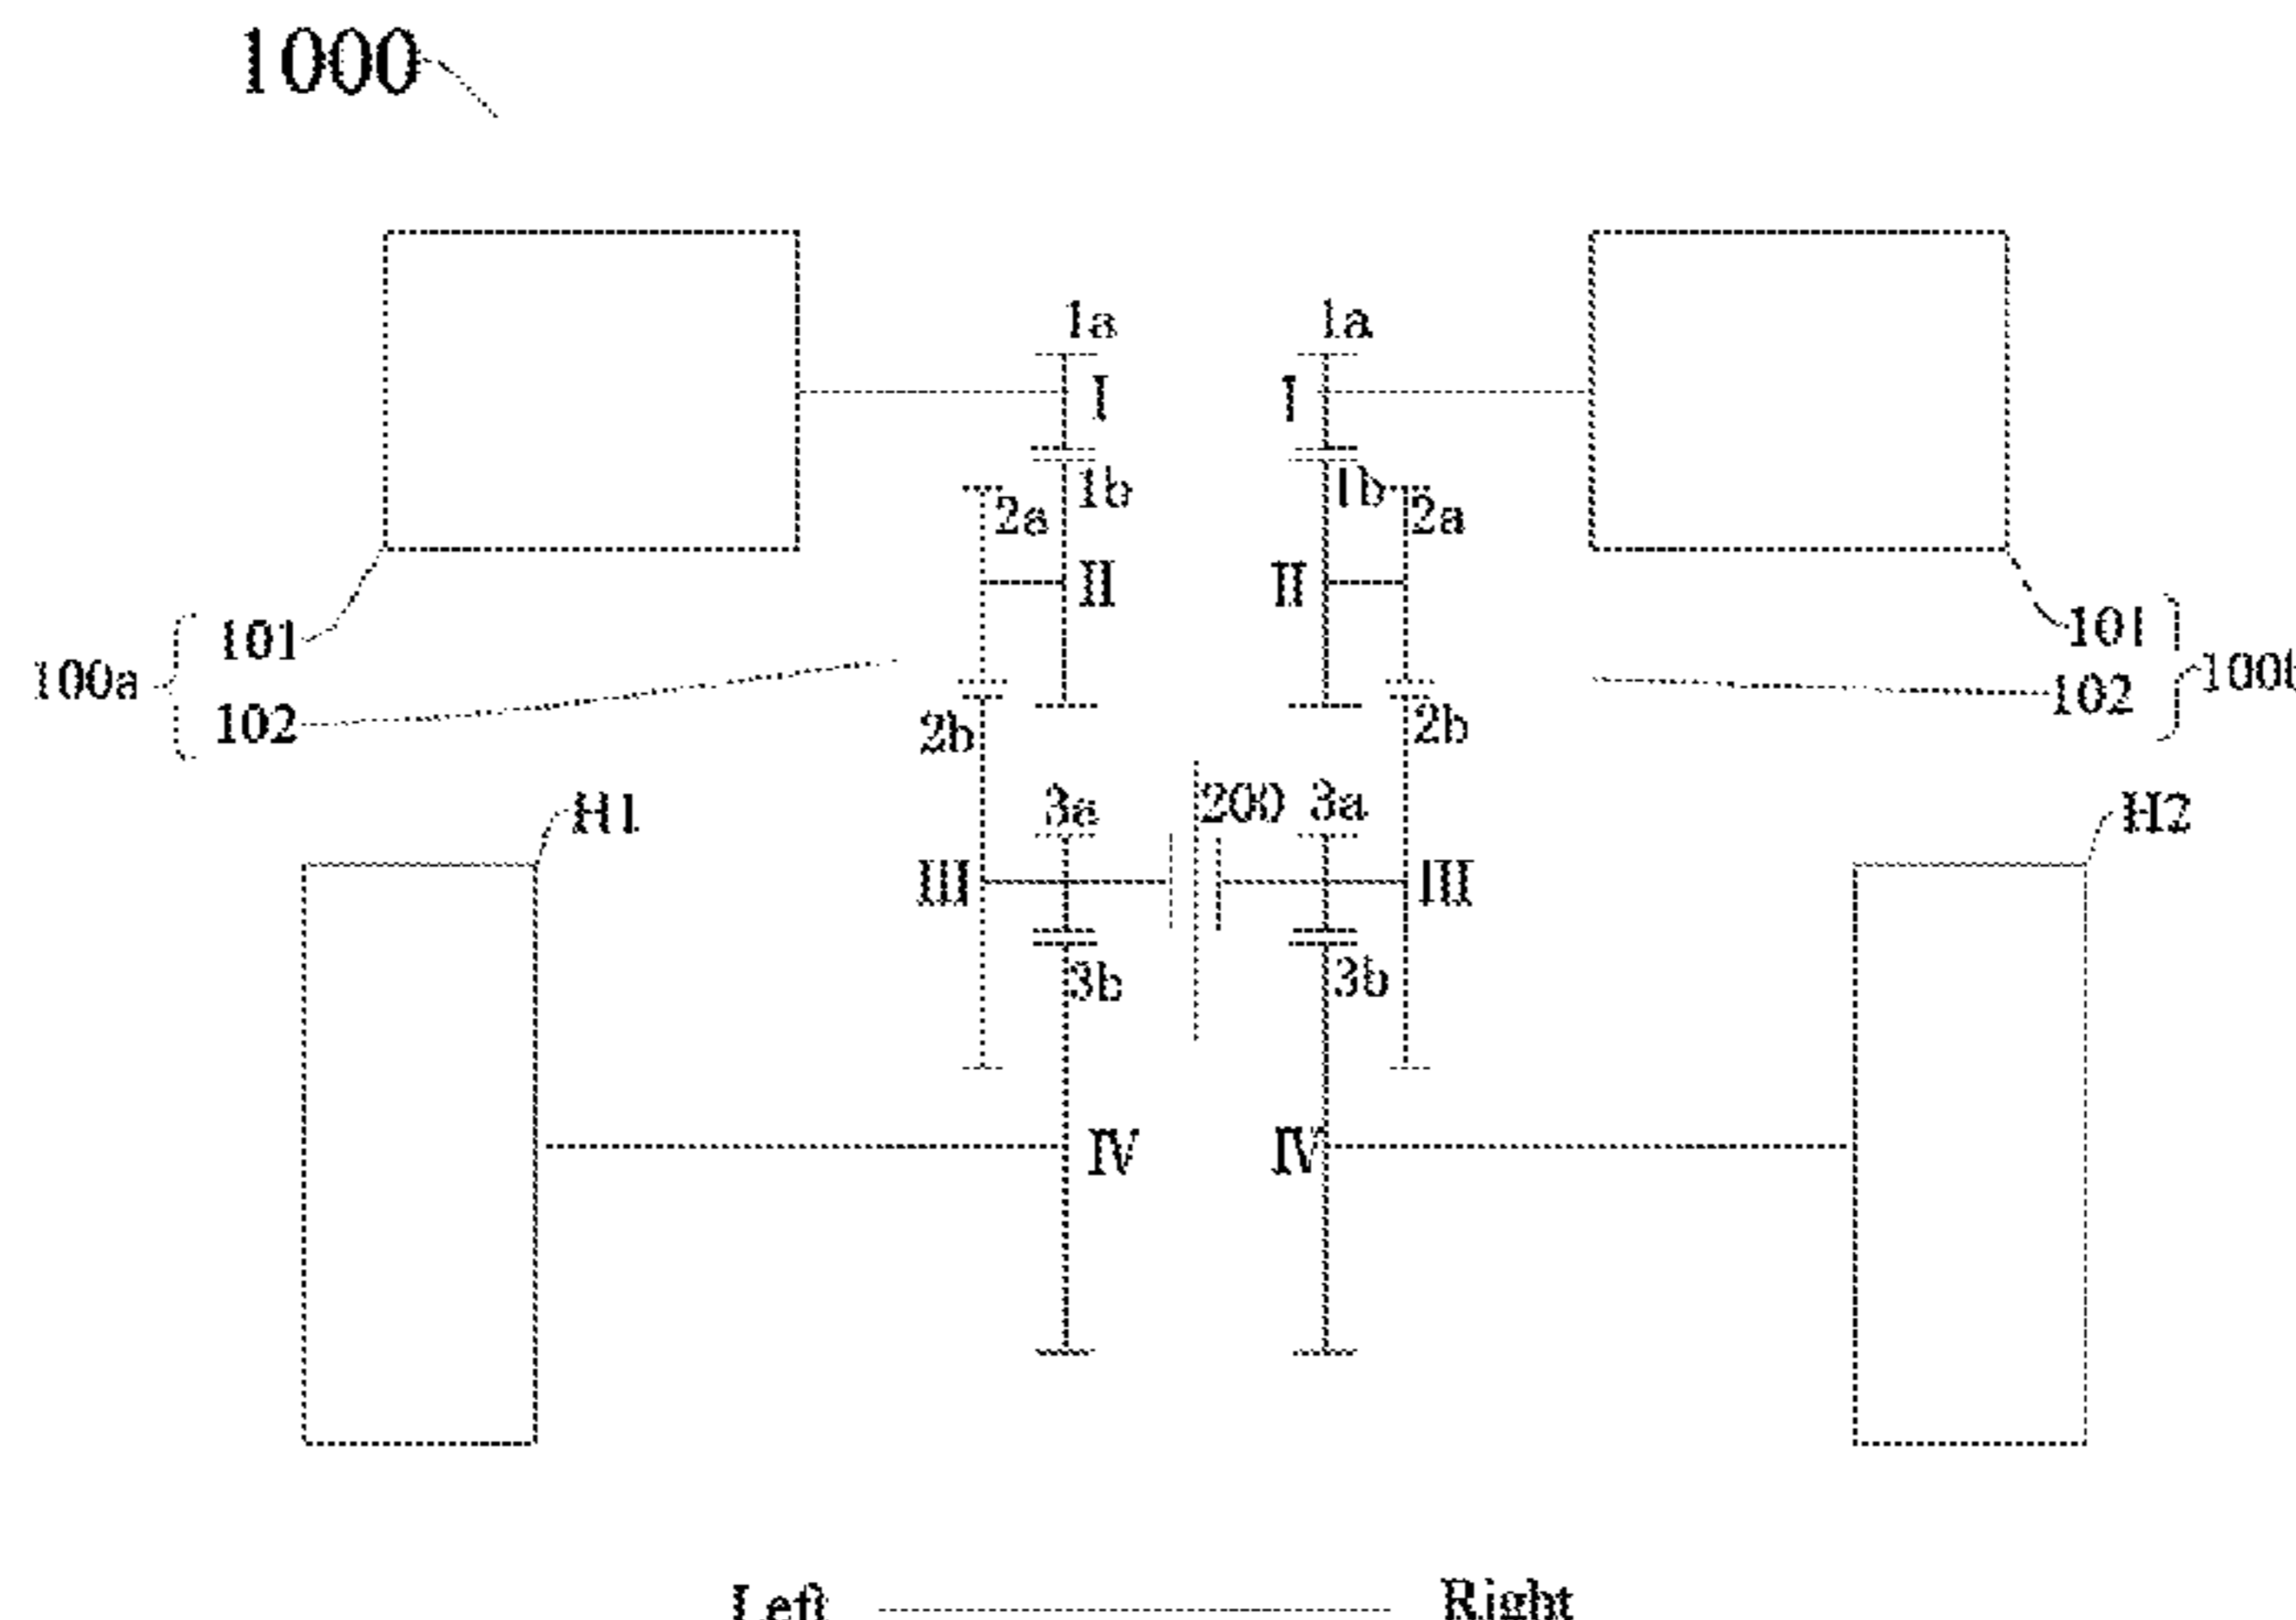 1000
1a 1a
I I
1b 1b
2a 2a
II II
101 101
100a 100b
102 102
2b 2b
H1 3a 200 3a H2
III III
3b 3b
IV IV
Left Right